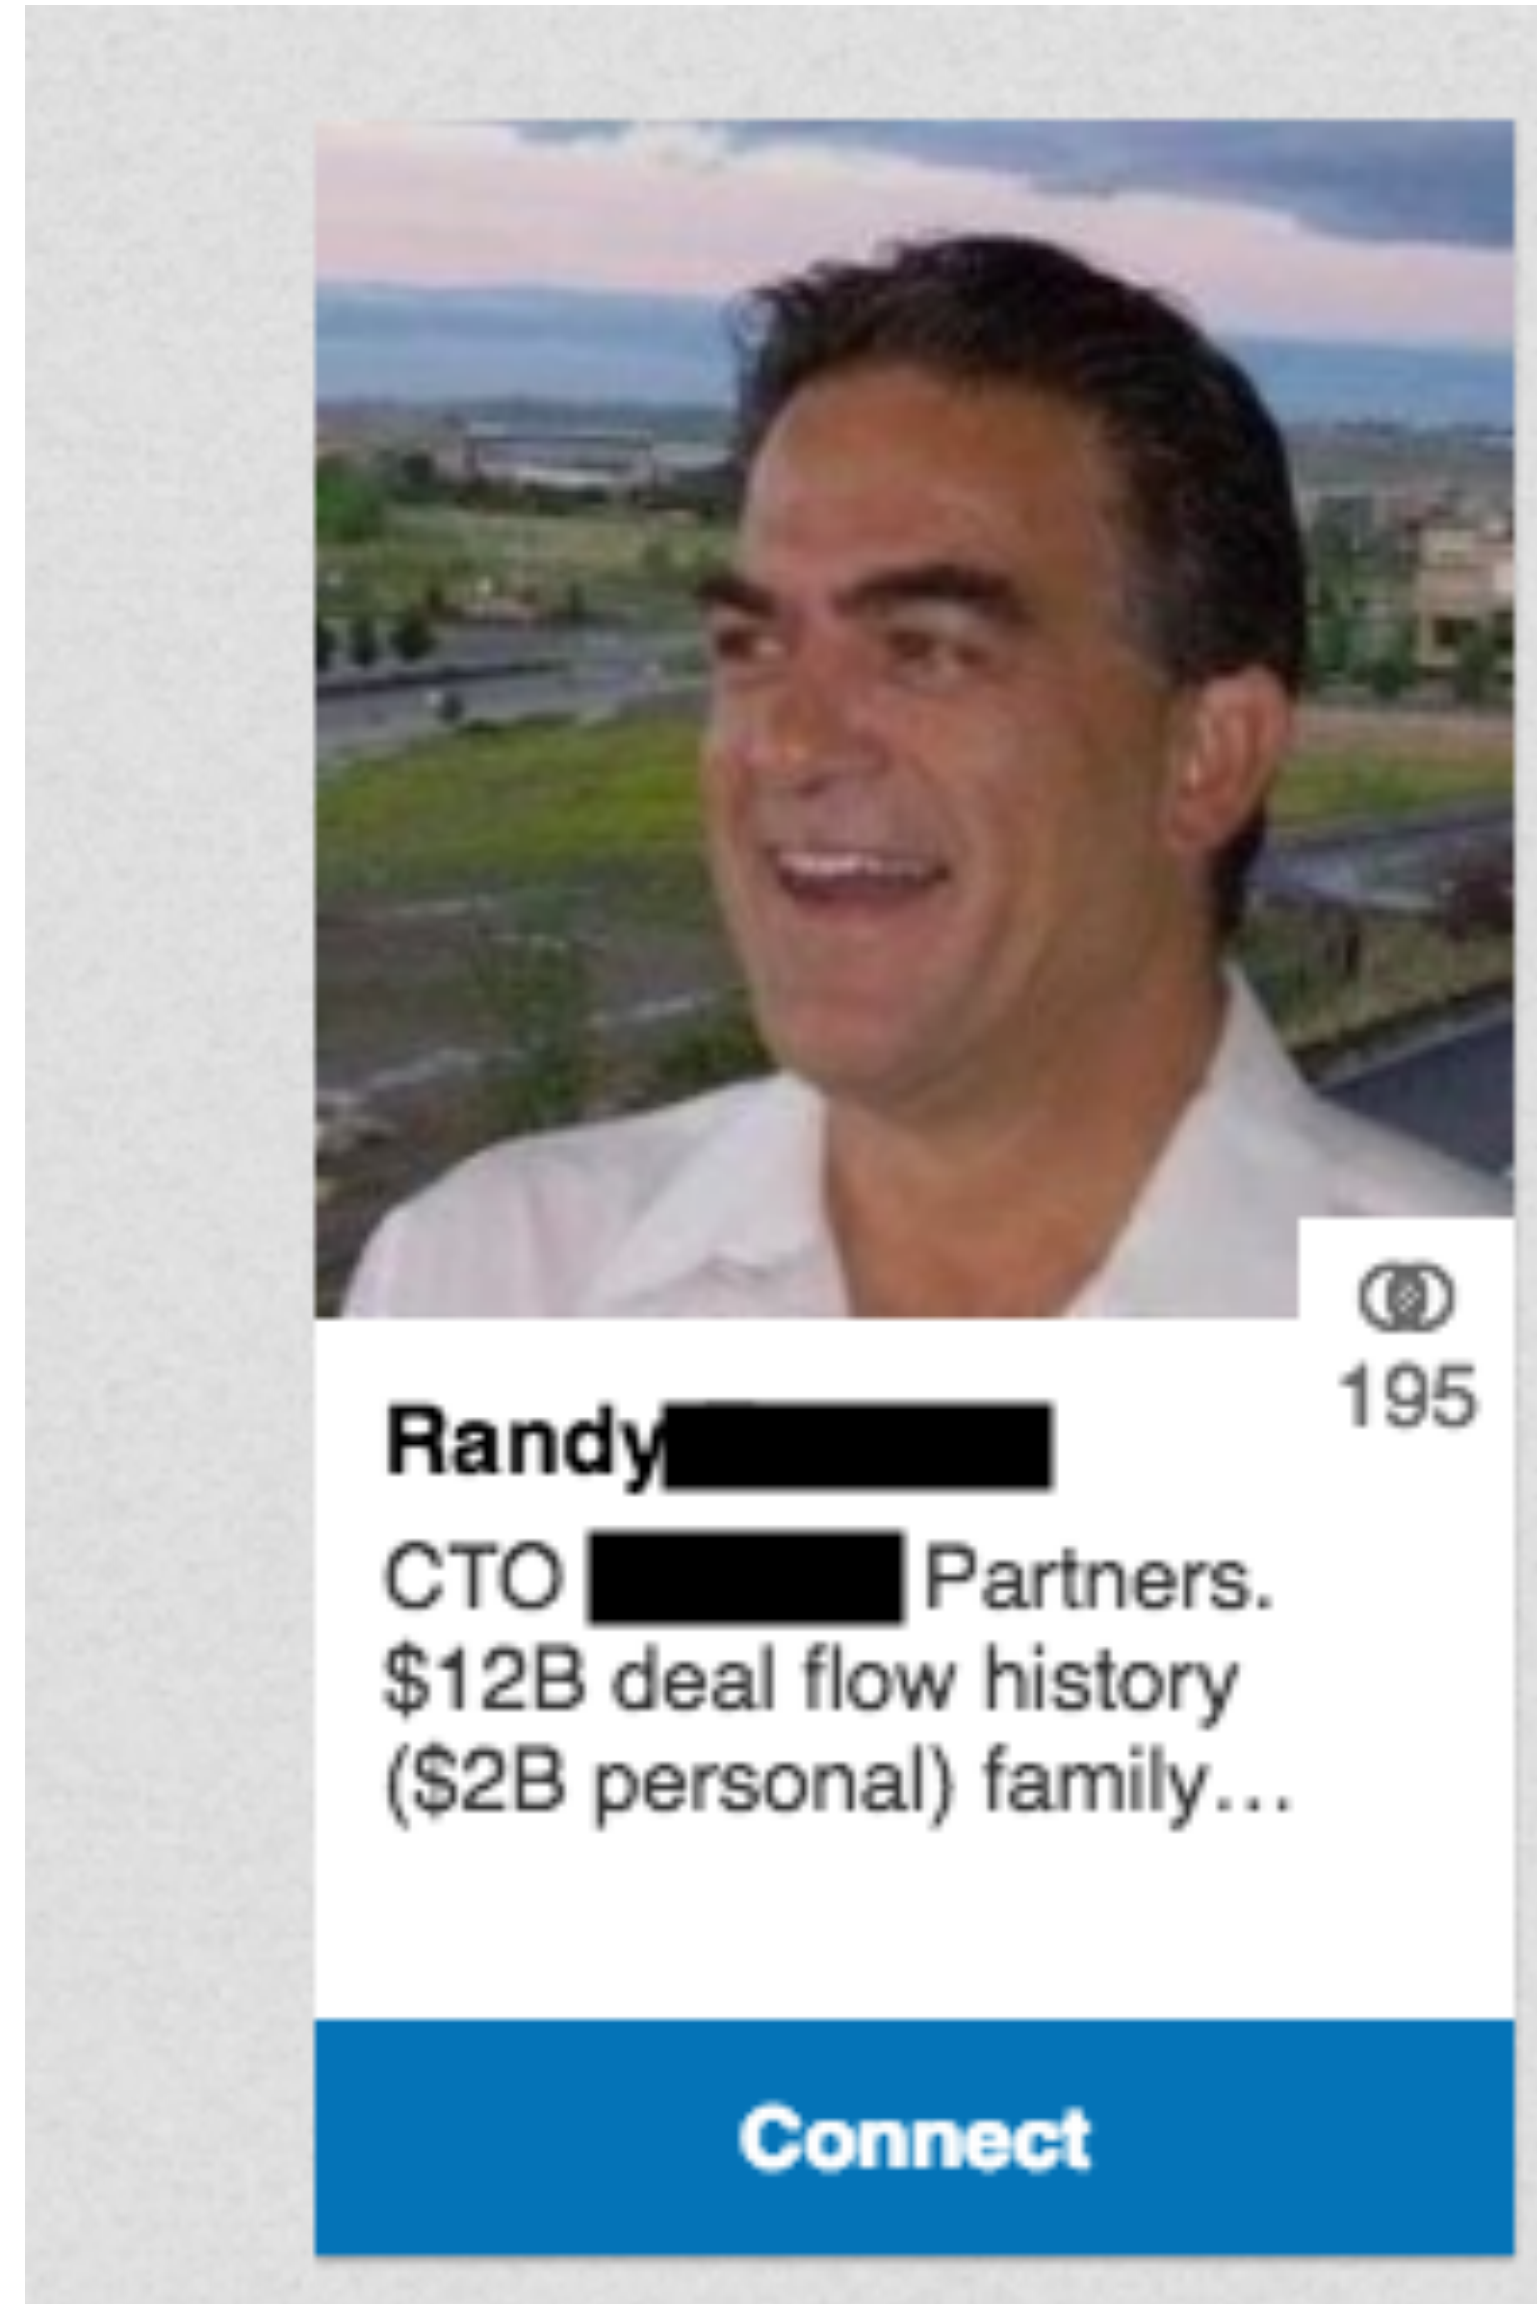 195
Randy
CTO Partners.
$12B deal flow history
($2B personal) family...
Connect